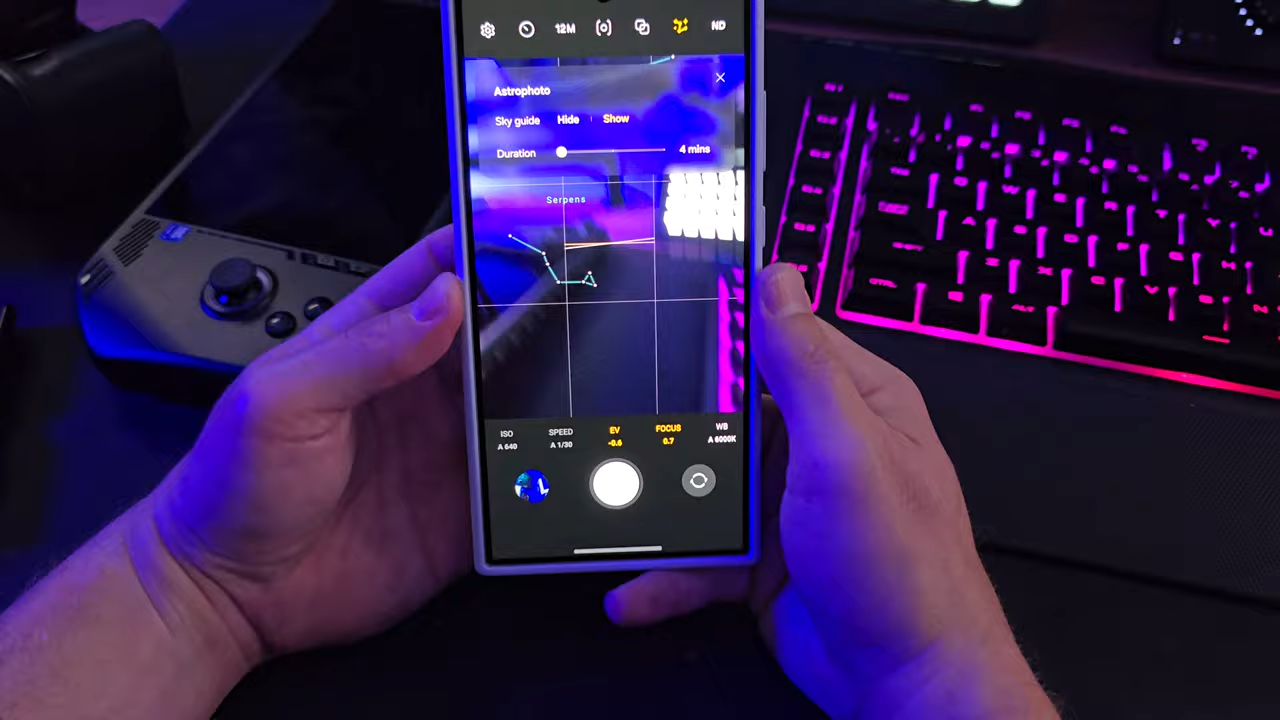 12M ND
Astrophoto
Sky guide Hide Show
Duration 4 mins
Serpens
ISO SPEED EV FOCUS WB
A 640 A 1/30 -0.6 0.7 A 6000K